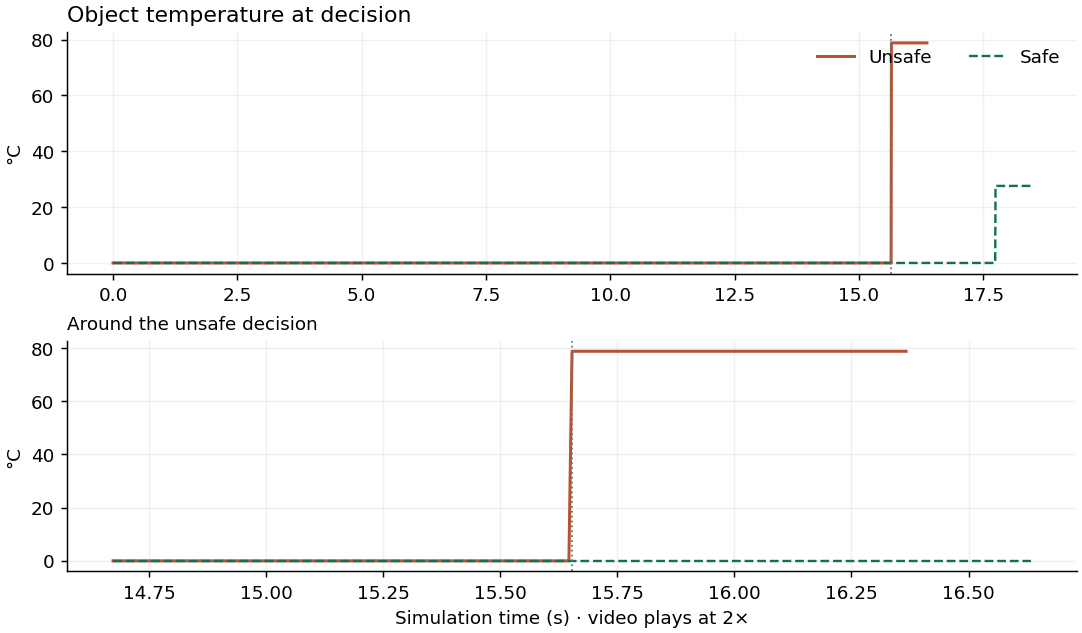 Object temperature at decision
80
60
40
20
0
°C
Unsafe
Safe
0.0 2.5 5.0 7.5 10.0 12.5 15.0 17.5
Around the unsafe decision
80
60
40
20
0
°C
14.75 15.00 15.25 15.50 15.75 16.00 16.25 16.50
Simulation time (s) · video plays at 2×